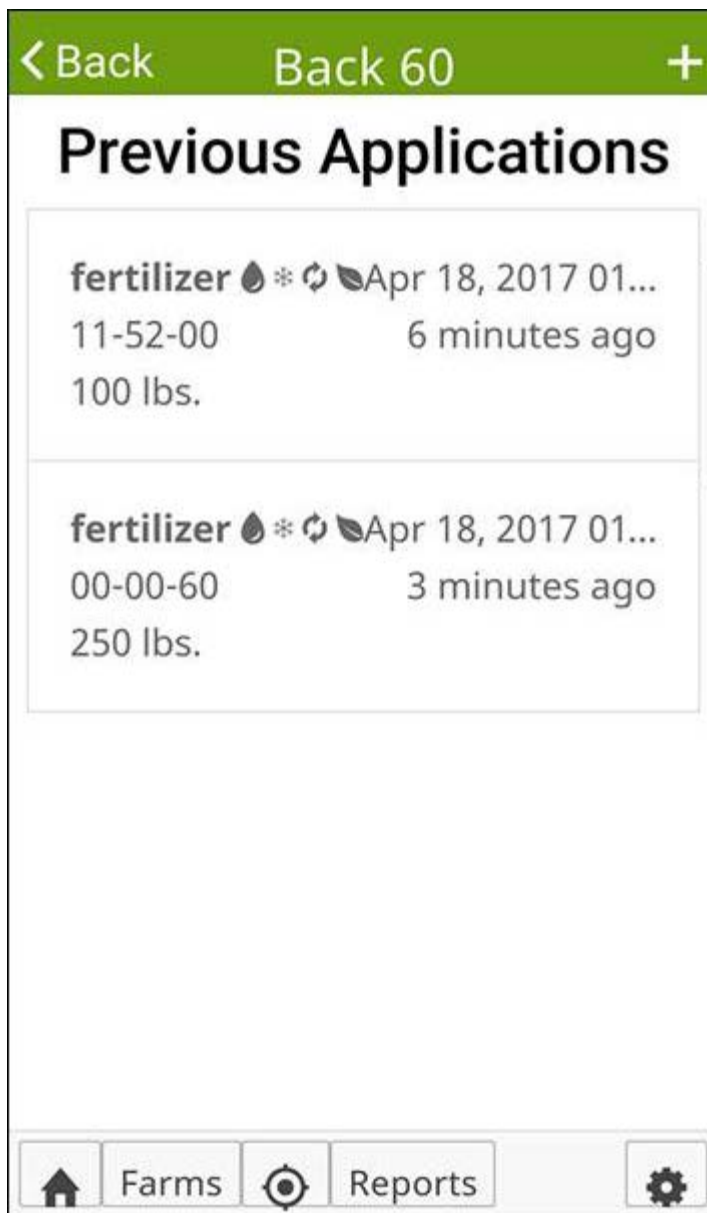 Back Back 60 +
Previous Applications
fertilizer Apr 18, 2017 01...
11-52-00 6 minutes ago
100 lbs.
fertilizer Apr 18, 2017 01...
00-00-60 3 minutes ago
250 lbs.
Farms Reports